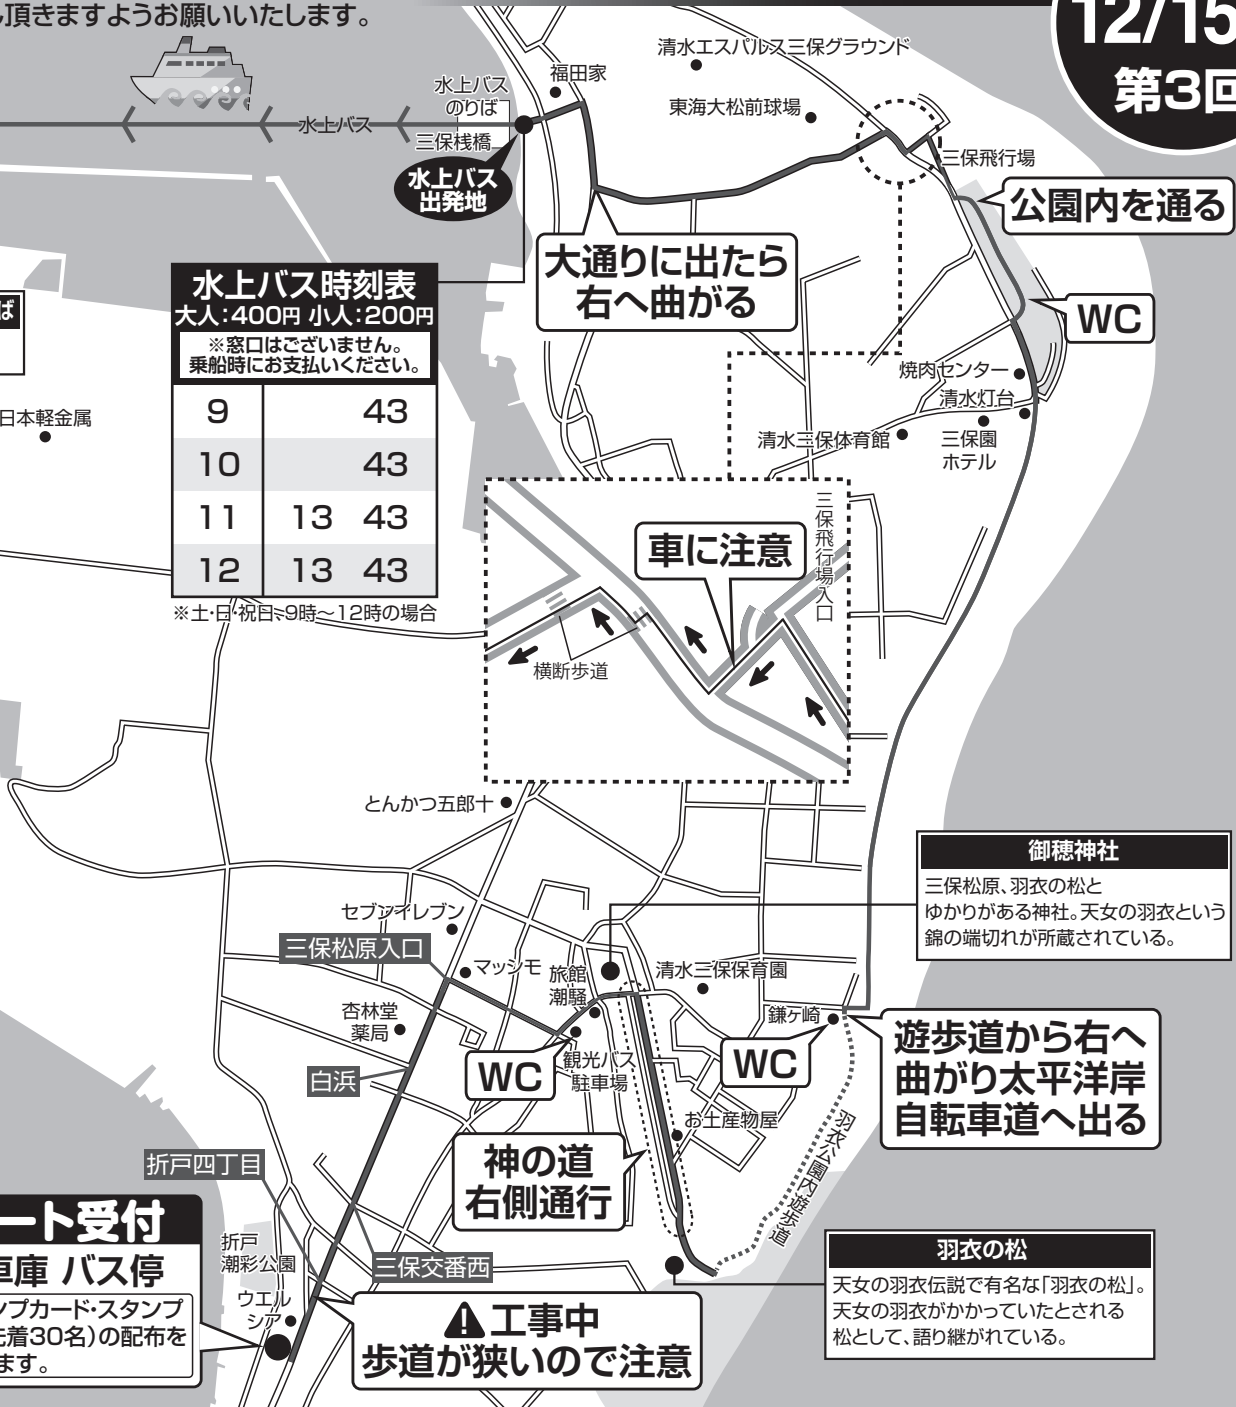 し頂きますようお願いいたします。
12/15
第3回
清水エスパルス三保グラウンド
福田家
水上バス
のりば
東海大松前球場
水上バス
三保桟橋
三保飛行場
水上バス
出発地
公園内を通る
大通りに出たら
右へ曲がる
水上バス時刻表
大人:400円 小人:200円
※窓口はございません。
乗船時にお支払いください。
9 43
10 43
11 13 43
12 13 43
※土・日・祝日、9時〜12時の場合
ば
WC
日本軽金属
焼肉センター
清水灯台
清水三保体育館
三保園
ホテル
三保飛行場入口
車に注意
横断歩道
とんかつ五郎十
御穂神社
三保松原、羽衣の松と
ゆかりがある神社。天女の羽衣という
錦の端切れが所蔵されている。
セブンイレブン
三保松原入口
マッシモ
旅館
潮騒
清水三保保育園
杏林堂
薬局
鎌ヶ崎
遊歩道から右へ
曲がり太平洋岸
自転車道へ出る
WC
観光バス
駐車場
WC
白浜
お土産物屋
羽衣公園内遊歩道
神の道
右側通行
折戸四丁目
ート受付
車庫 バス停
ンプカード・スタンプ
先着30名)の配布を
ます。
折戸
潮彩公園
三保交番西
ウエル
シア
羽衣の松
天女の羽衣伝説で有名な「羽衣の松」。
天女の羽衣がかかっていたとされる
松として、語り継がれている。
工事中
歩道が狭いので注意